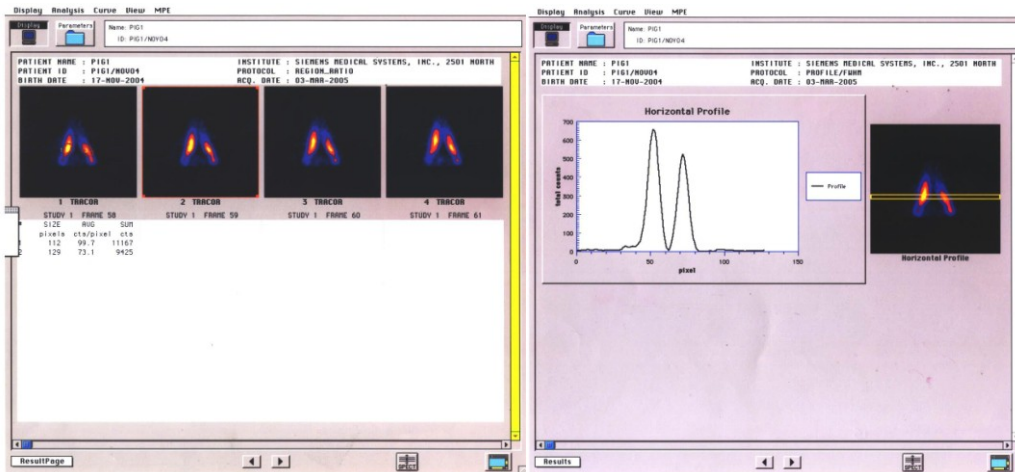 Display Analysis Curve View MPE
Display
Parameters
Name: PIG1
ID: PIG1/NOVO4
PATIENT NAME : PIG1
PATIENT ID : PIG1/NOVO4
BIRTH DATE : 17-NOV-2004
INSTITUTE : SIEMENS MEDICAL SYSTEMS, INC., 2501 NORTH
PROTOCOL : REGION_RATIO
ACQ. DATE : 03-MAR-2005
1 TRACOR
2 TRACOR
3 TRACOR
4 TRACOR
STUDY 1 FRAME 58
STUDY 1 FRAME 59
STUDY 1 FRAME 60
STUDY 1 FRAME 61
SIZE AVG SUM
pixels cts/pixel cts
112 99.7 11167
129 73.1 9425
ResultPage
Display Analysis Curve View MPE
Display
Parameters
Name: PIG1
ID: PIG1/NOVO4
PATIENT NAME : PIG1
PATIENT ID : PIG1/NOVO4
BIRTH DATE : 17-NOV-2004
INSTITUTE : SIEMENS MEDICAL SYSTEMS, INC., 2501 NORTH
PROTOCOL : PROFILE/FWHM
ACQ. DATE : 03-MAR-2005
Horizontal Profile
total counts
700
600
500
400
300
200
100
0
0 50 100 150
pixel
Profile
Horizontal Profile
Results